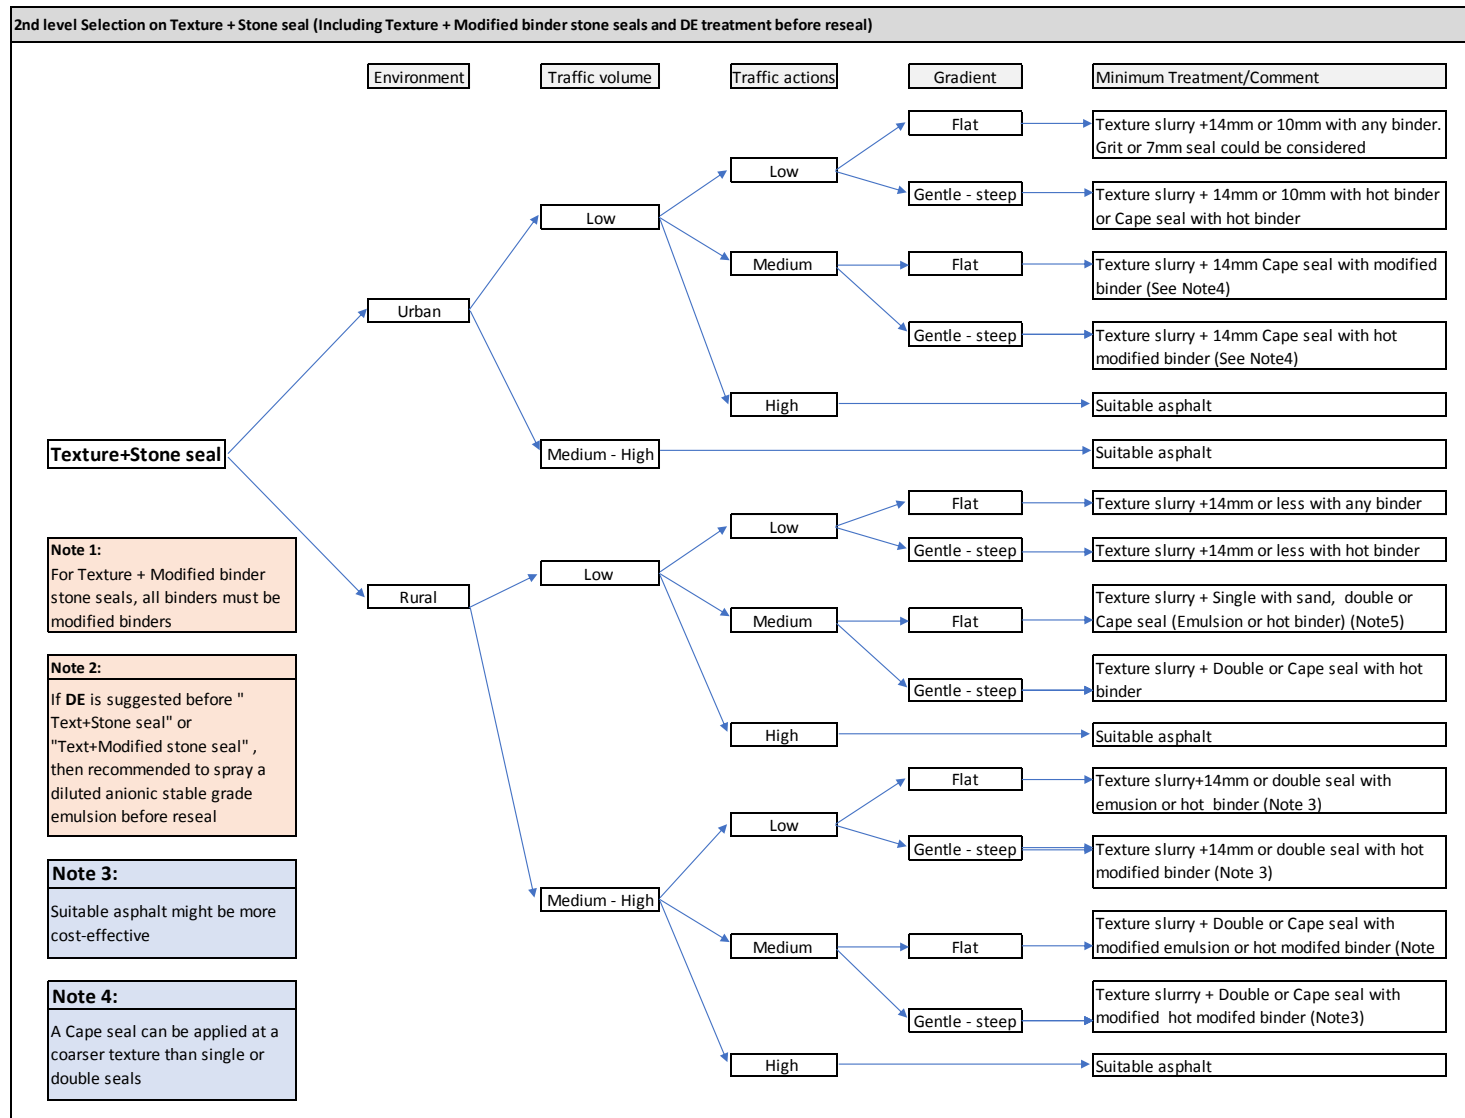 2nd level Selection on Texture + Stone seal (Including Texture + Modified binder stone seals and DE treatment before reseal)
Environment
Traffic volume
Traffic actions
Gradient
Minimum Treatment/Comment
Flat
Texture slurry +14mm or 10mm with any binder.
Grit or 7mm seal could be considered
Low
Gentle - steep
Texture slurry + 14mm or 10mm with hot binder
or Cape seal with hot binder
Low
Medium
Flat
Texture slurry + 14mm Cape seal with modified
binder (See Note4)
Urban
Gentle - steep
Texture slurry + 14mm Cape seal with hot
modified binder (See Note4)
High
Suitable asphalt
Texture+Stone seal
Medium - High
Suitable asphalt
Flat
Texture slurry +14mm or less with any binder
Low
Gentle - steep
Texture slurry +14mm or less with hot binder
Note 1:
For Texture + Modified binder
stone seals, all binders must be
modified binders
Low
Rural
Medium
Flat
Texture slurry + Single with sand, double or
Cape seal (Emulsion or hot binder) (Note5)
Gentle - steep
Texture slurry + Double or Cape seal with hot
binder
Note 2:
If DE is suggested before "
Text+Stone seal" or
"Text+Modified stone seal" ,
then recommended to spray a
diluted anionic stable grade
emulsion before reseal
High
Suitable asphalt
Flat
Texture slurry+14mm or double seal with
emusion or hot binder (Note 3)
Low
Gentle - steep
Texture slurry +14mm or double seal with hot
modified binder (Note 3)
Note 3:
Suitable asphalt might be more
cost-effective
Medium - High
Medium
Flat
Texture slurry + Double or Cape seal with
modified emulsion or hot modifed binder (Note
Note 4:
A Cape seal can be applied at a
coarser texture than single or
double seals
Gentle - steep
Texture slurrry + Double or Cape seal with
modified hot modifed binder (Note3)
High
Suitable asphalt